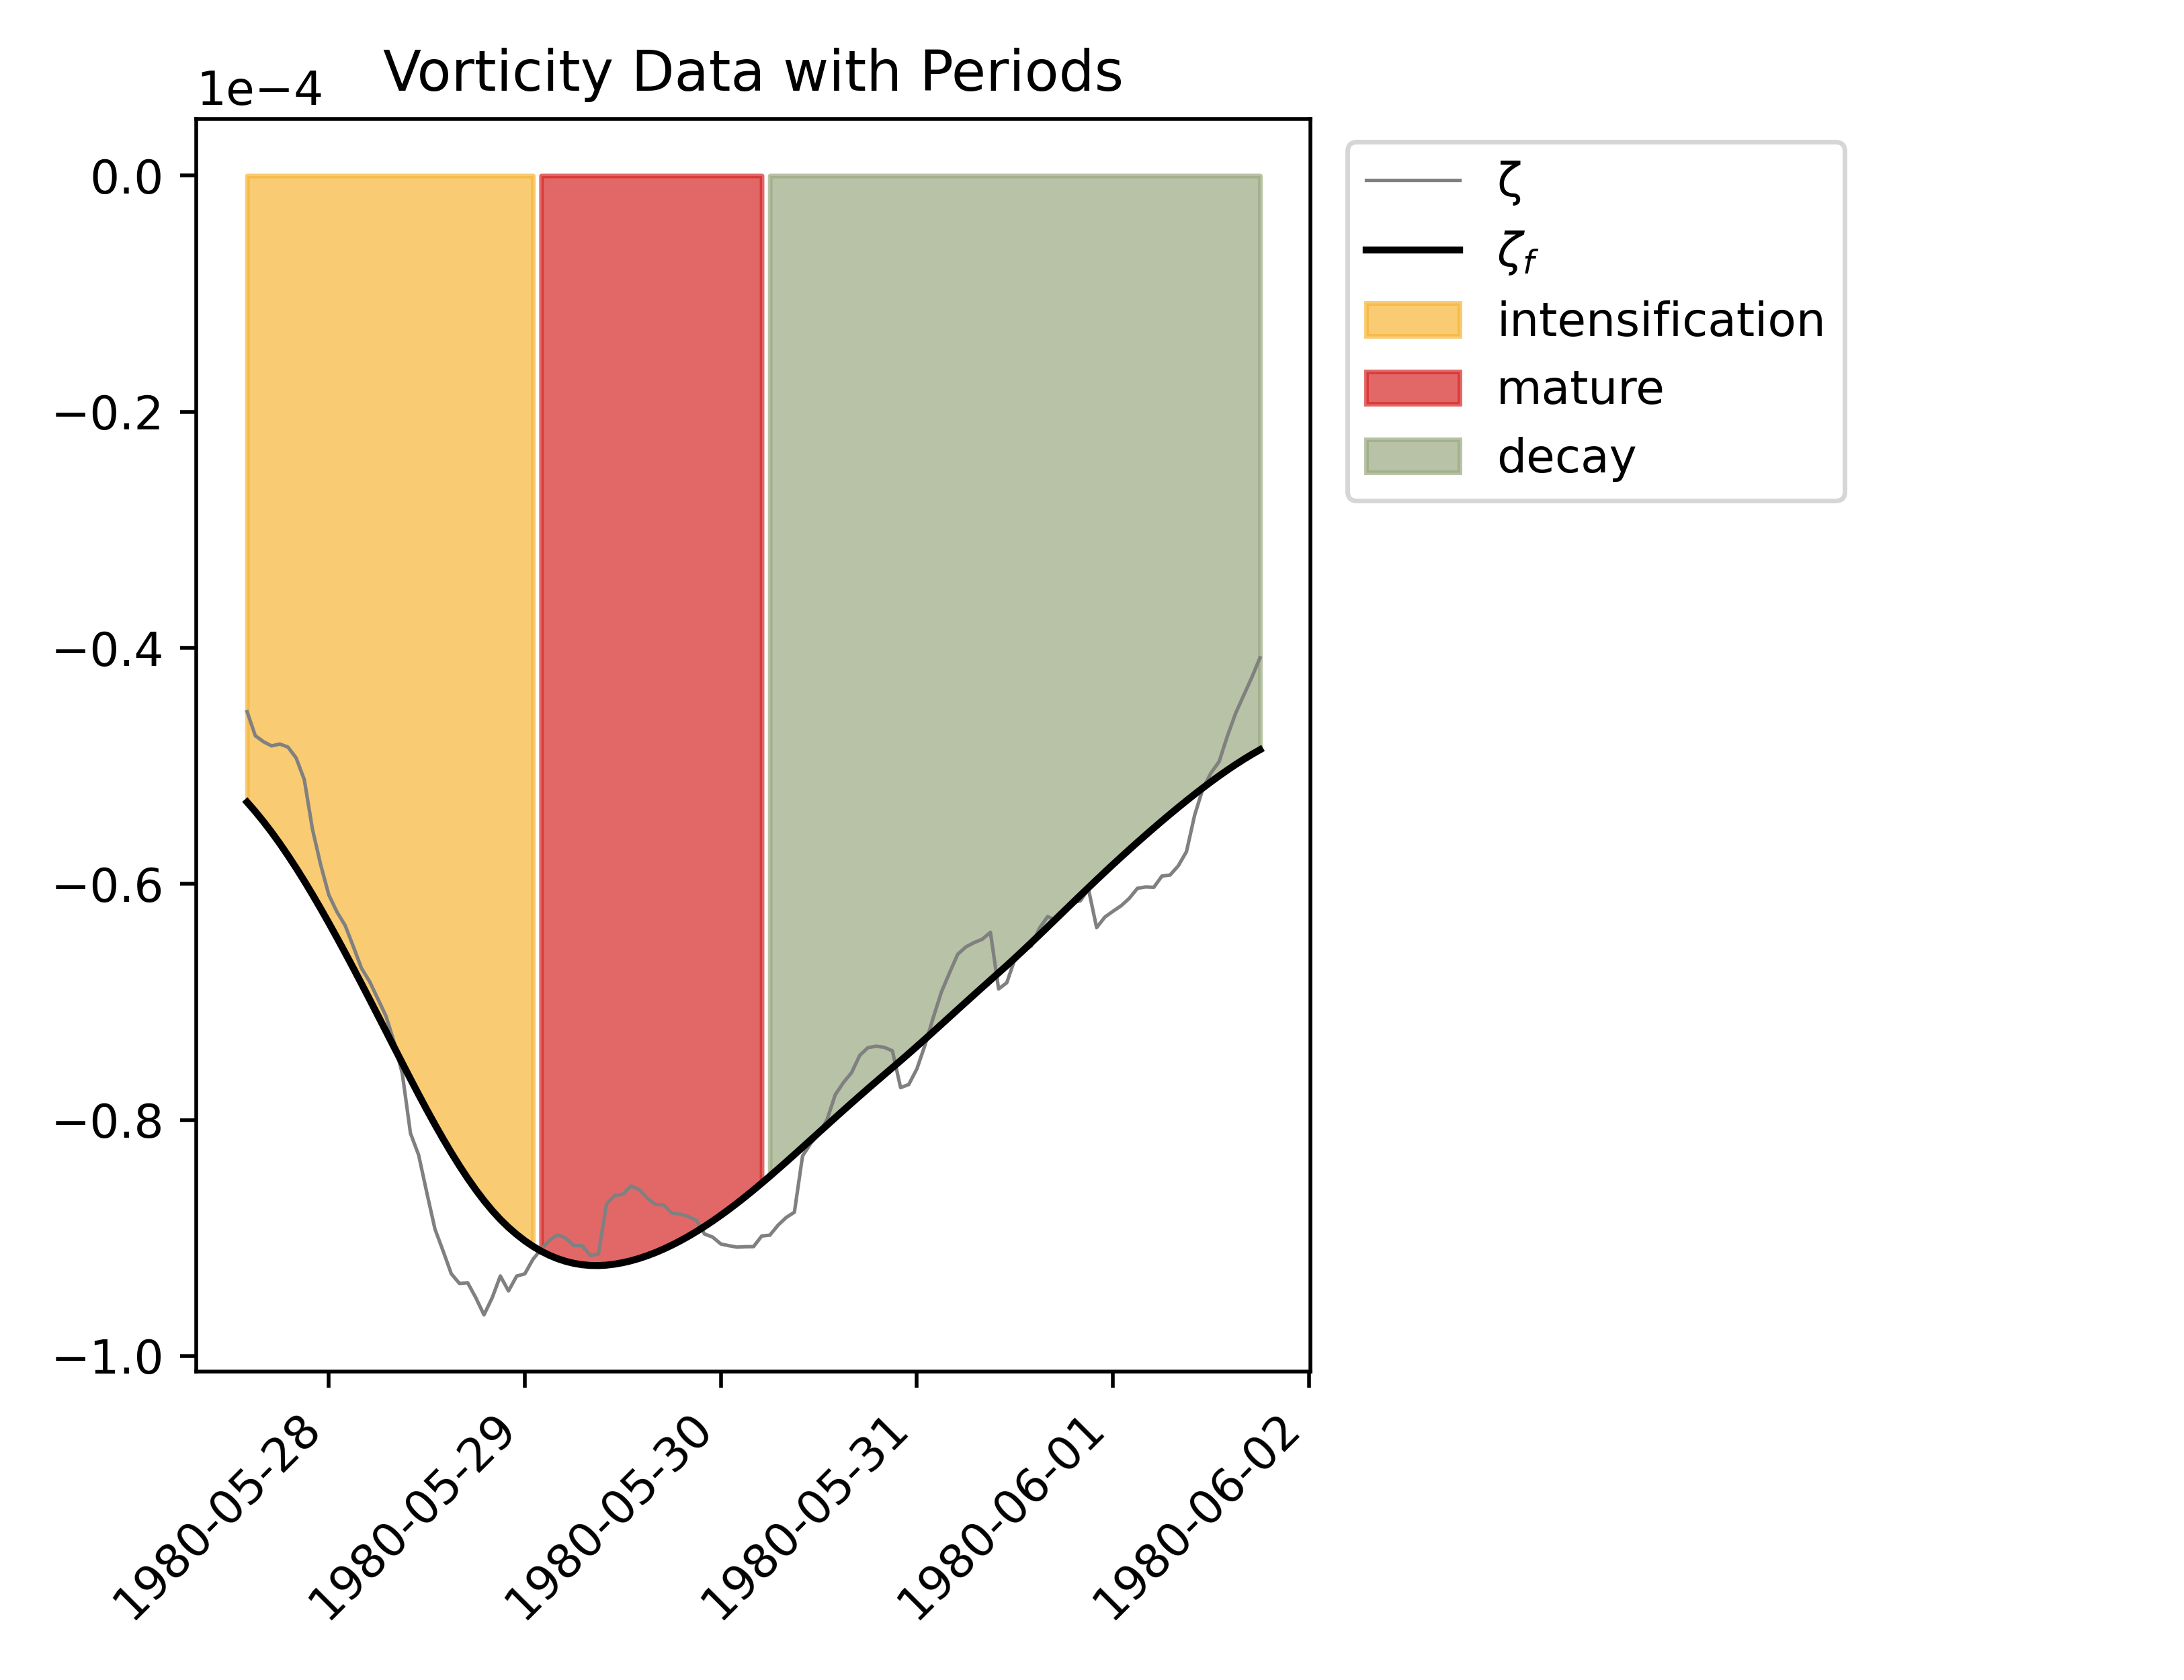 Vorticity Data with Periods
1e−4
0.0
−0.2
−0.4
−0.6
−0.8
−1.0
1980-05-28
1980-05-29
1980-05-30
1980-05-31
1980-06-01
1980-06-02
ζ
ζf
intensification
mature
decay